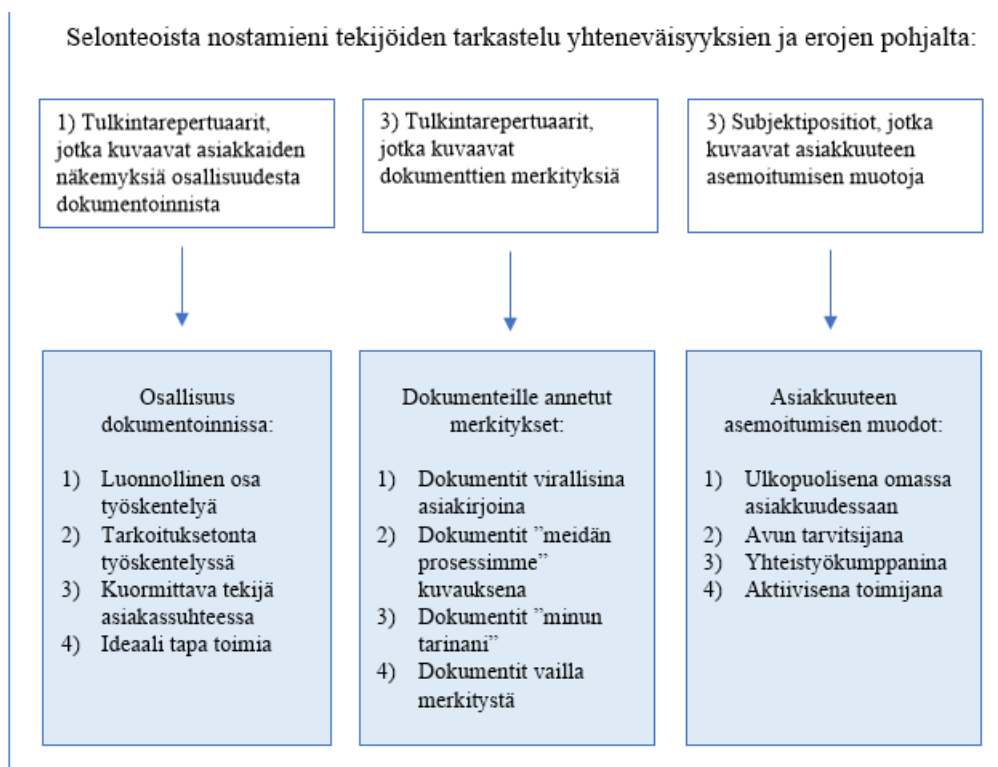 Selonteoista nostamieni tekijöiden tarkastelu yhteneväisyyksien ja erojen pohjalta:
1) Tulkintarepertuaarit,
jotka kuvaavat asiakkaiden
näkemyksiä osallisuudesta
dokumentoinnista
3) Tulkintarepertuaarit,
jotka kuvaavat
dokumenttien merkityksiä
3) Subjektipositiot, jotka
kuvaavat asiakkuuteen
asemoitumisen muotoja
Osallisuus
dokumentoinnissa:
1) Luonnollinen osa
työskentelyä
2) Tarkoituksetonta
työskentelyssä
3) Kuormittava tekijä
asiakassuhteessa
4) Ideaali tapa toimia
Dokumenteille annetut
merkitykset:
1) Dokumentit virallisina
asiakirjoina
2) Dokumentit ”meidän
prosessimme”
kuvauksena
3) Dokumentit ”minun
tarinani”
4) Dokumentit vailla
merkitystä
Asiakkuuteen
asemoitumisen muodot:
1) Ulkopuolisena omassa
asiakkuudessaan
2) Avun tarvitsijana
3) Yhteistyökumppanina
4) Aktiivisena toimijana